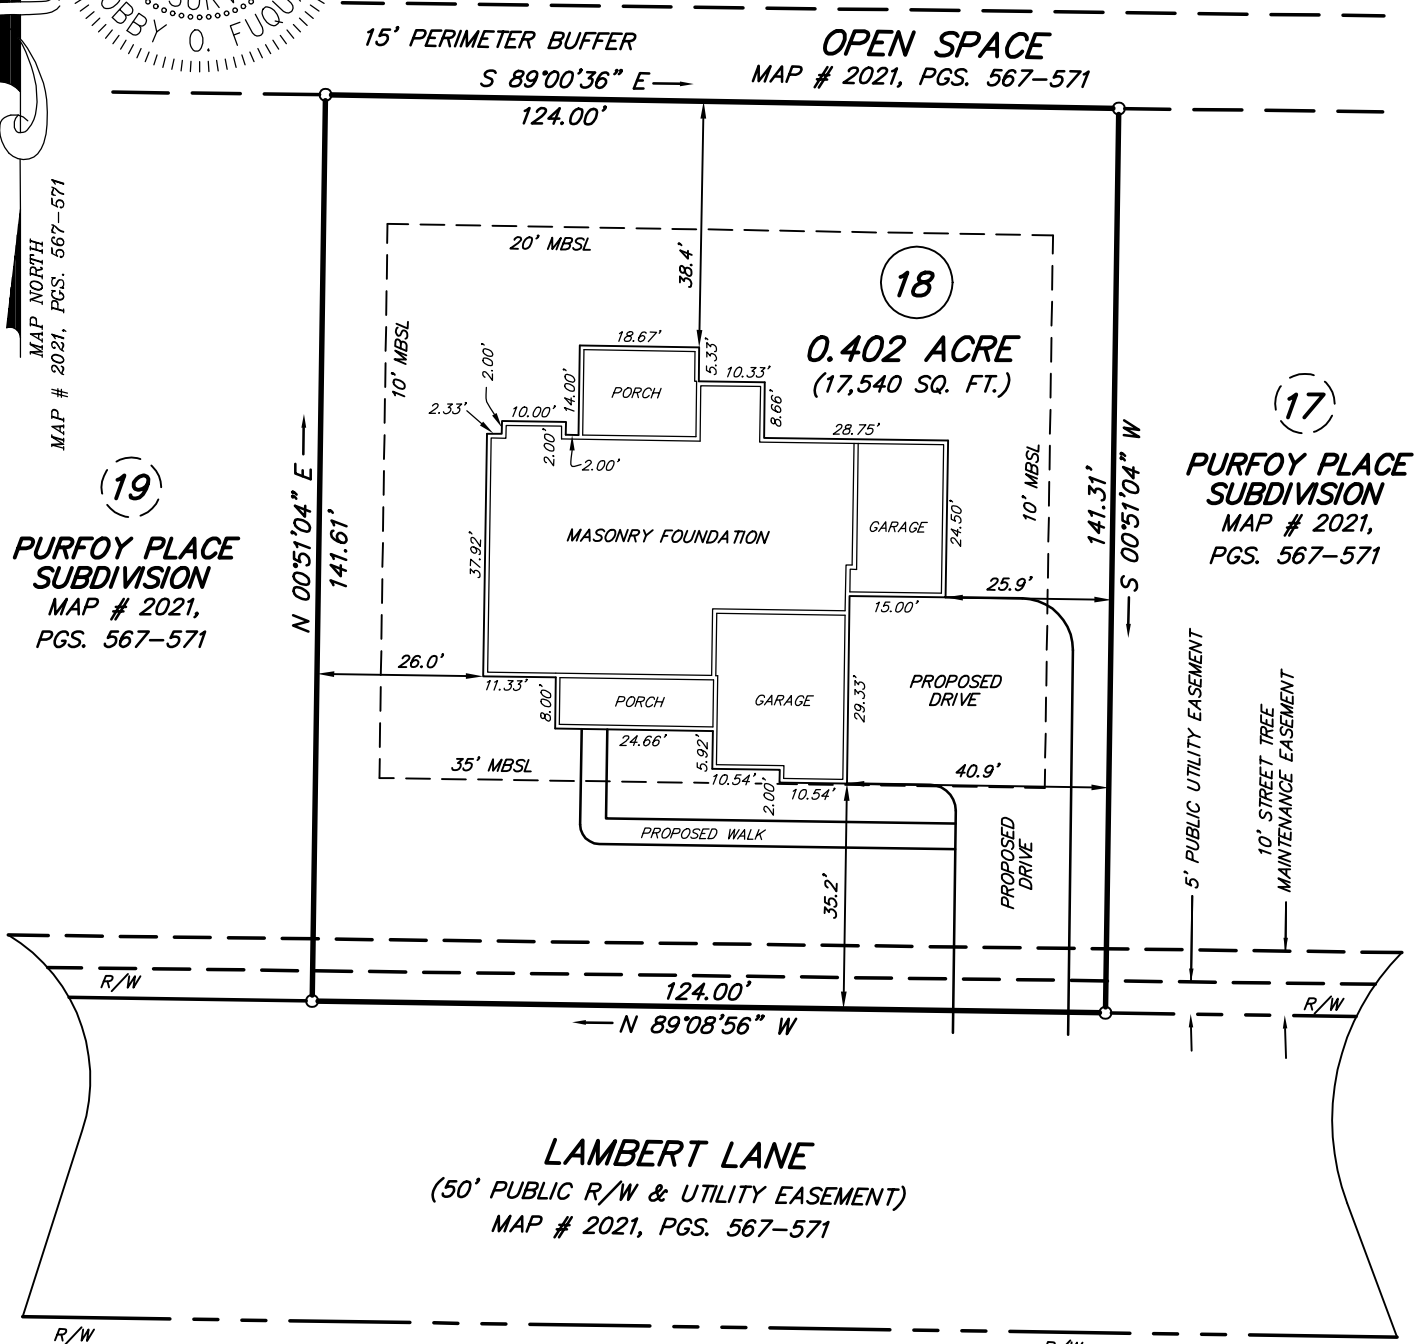 OBBY O. FUQU
15' PERIMETER BUFFER
OPEN SPACE
MAP # 2021, PGS. 567-571
S 89°00'36" E
124.00'
MAP NORTH
MAP # 2021, PGS. 567-571
20' MBSL
38.4'
18
0.402 ACRE
(17,540 SQ. FT.)
10' MBSL
18.67'
5.33'
10.33'
2.00'
14.00'
PORCH
8.66'
2.33'
10.00'
2.00'
2.00'
28.75'
17
PURFOY PLACE
SUBDIVISION
MAP # 2021,
PGS. 567-571
10' MBSL
141.31'
S 00°51'04" W
19
PURFOY PLACE
SUBDIVISION
MAP # 2021,
PGS. 567-571
N 00°51'04" E
141.61'
37.92'
MASONRY FOUNDATION
GARAGE
24.50'
25.9'
15.00'
26.0'
11.33'
8.00'
PORCH
GARAGE
29.33'
PROPOSED
DRIVE
24.66'
5.92'
35' MBSL
10.54'
2.00'
10.54'
40.9'
5' PUBLIC UTILITY EASEMENT
10' STREET TREE
MAINTENANCE EASEMENT
PROPOSED WALK
PROPOSED
DRIVE
35.2'
R/W
124.00'
R/W
N 89°08'56" W
LAMBERT LANE
(50' PUBLIC R/W & UTILITY EASEMENT)
MAP # 2021, PGS. 567-571
R/W